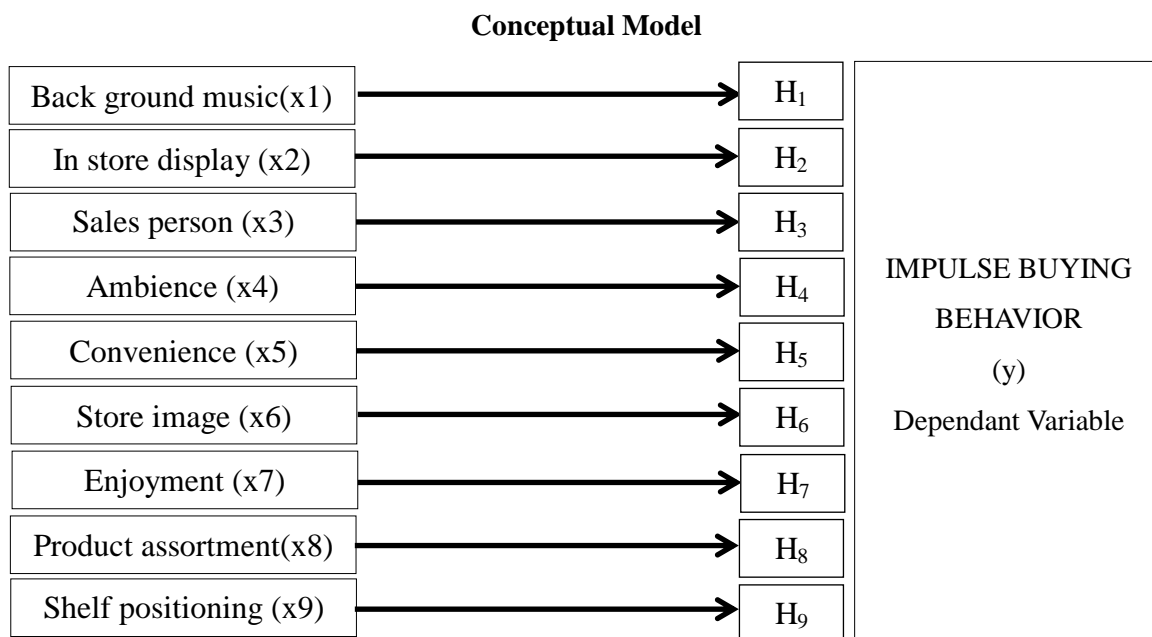 Conceptual Model
Back ground music(x1)
H₁
In store display (x2)
H₂
Sales person (x3)
H₃
Ambience (x4)
H₄
Convenience (x5)
H₅
Store image (x6)
H₆
Enjoyment (x7)
H₇
Product assortment(x8)
H₈
Shelf positioning (x9)
H₉
IMPULSE BUYING
BEHAVIOR
(y)
Dependant Variable